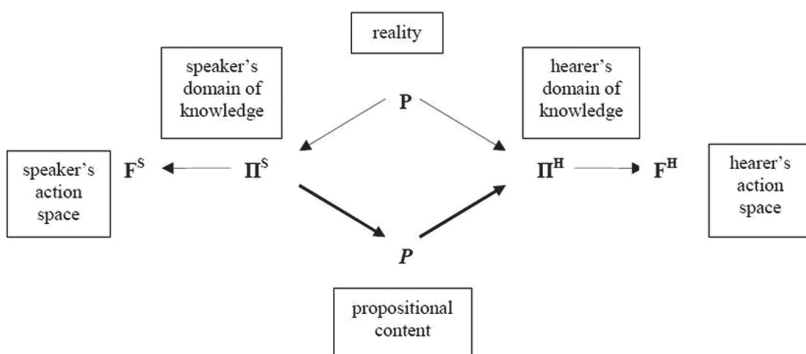 reality
speaker's
domain of
knowledge
hearer's
domain of
knowledge
P
speaker's
action
space
Fˢ
Πˢ
Πᴴ
Fᴴ
hearer's
action
space
P
propositional
content